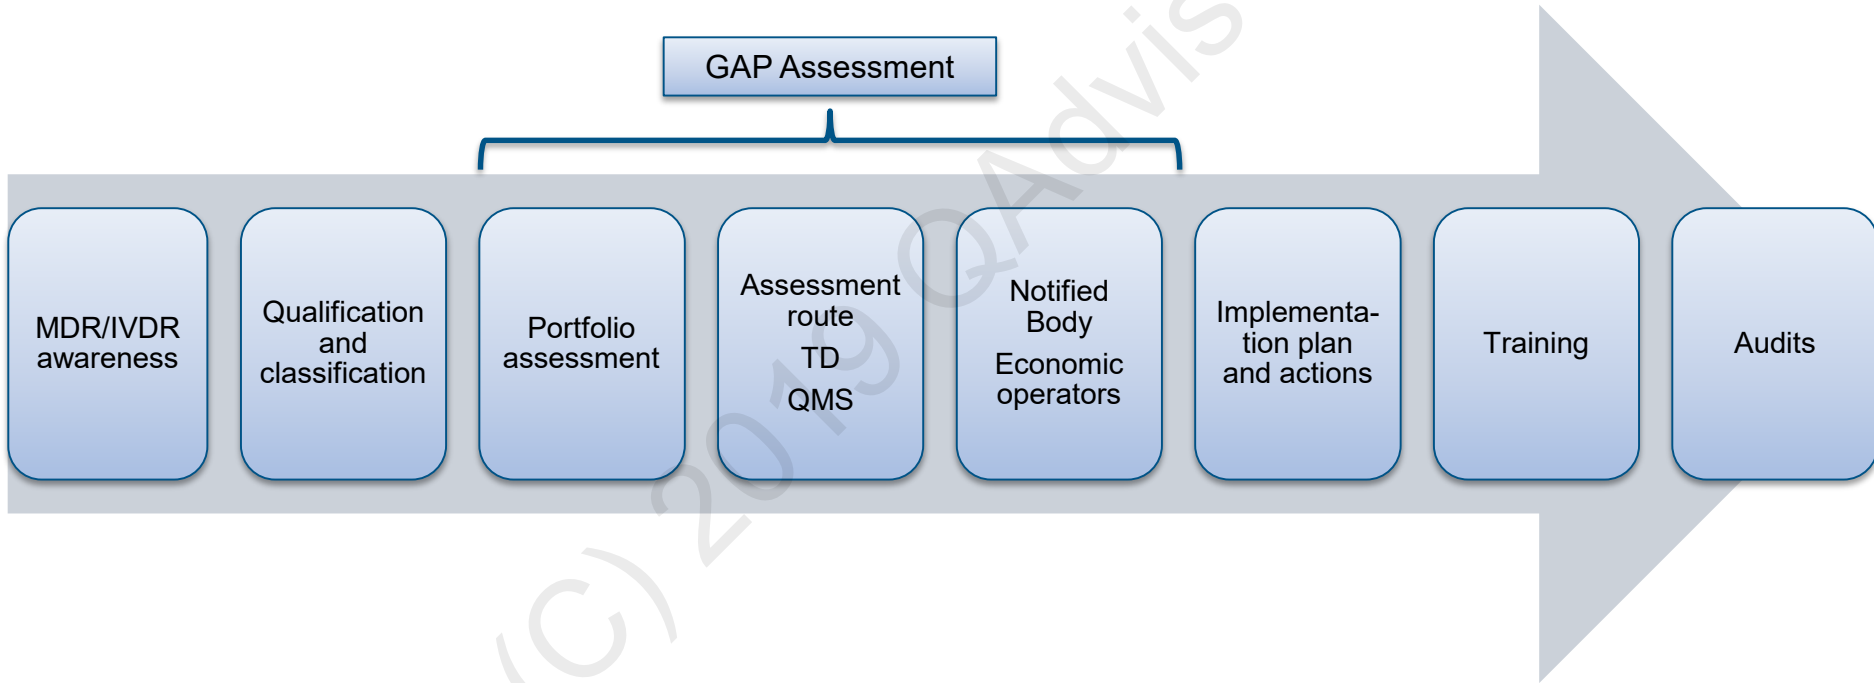 GAP Assessment
MDR/IVDR
awareness
Qualification
and
classification
Portfolio
assessment
Assessment
route
TD
QMS
Notified
Body
Economic
operators
Implementa-
tion plan
and actions
Training
Audits
(C) 2019 QAdvis